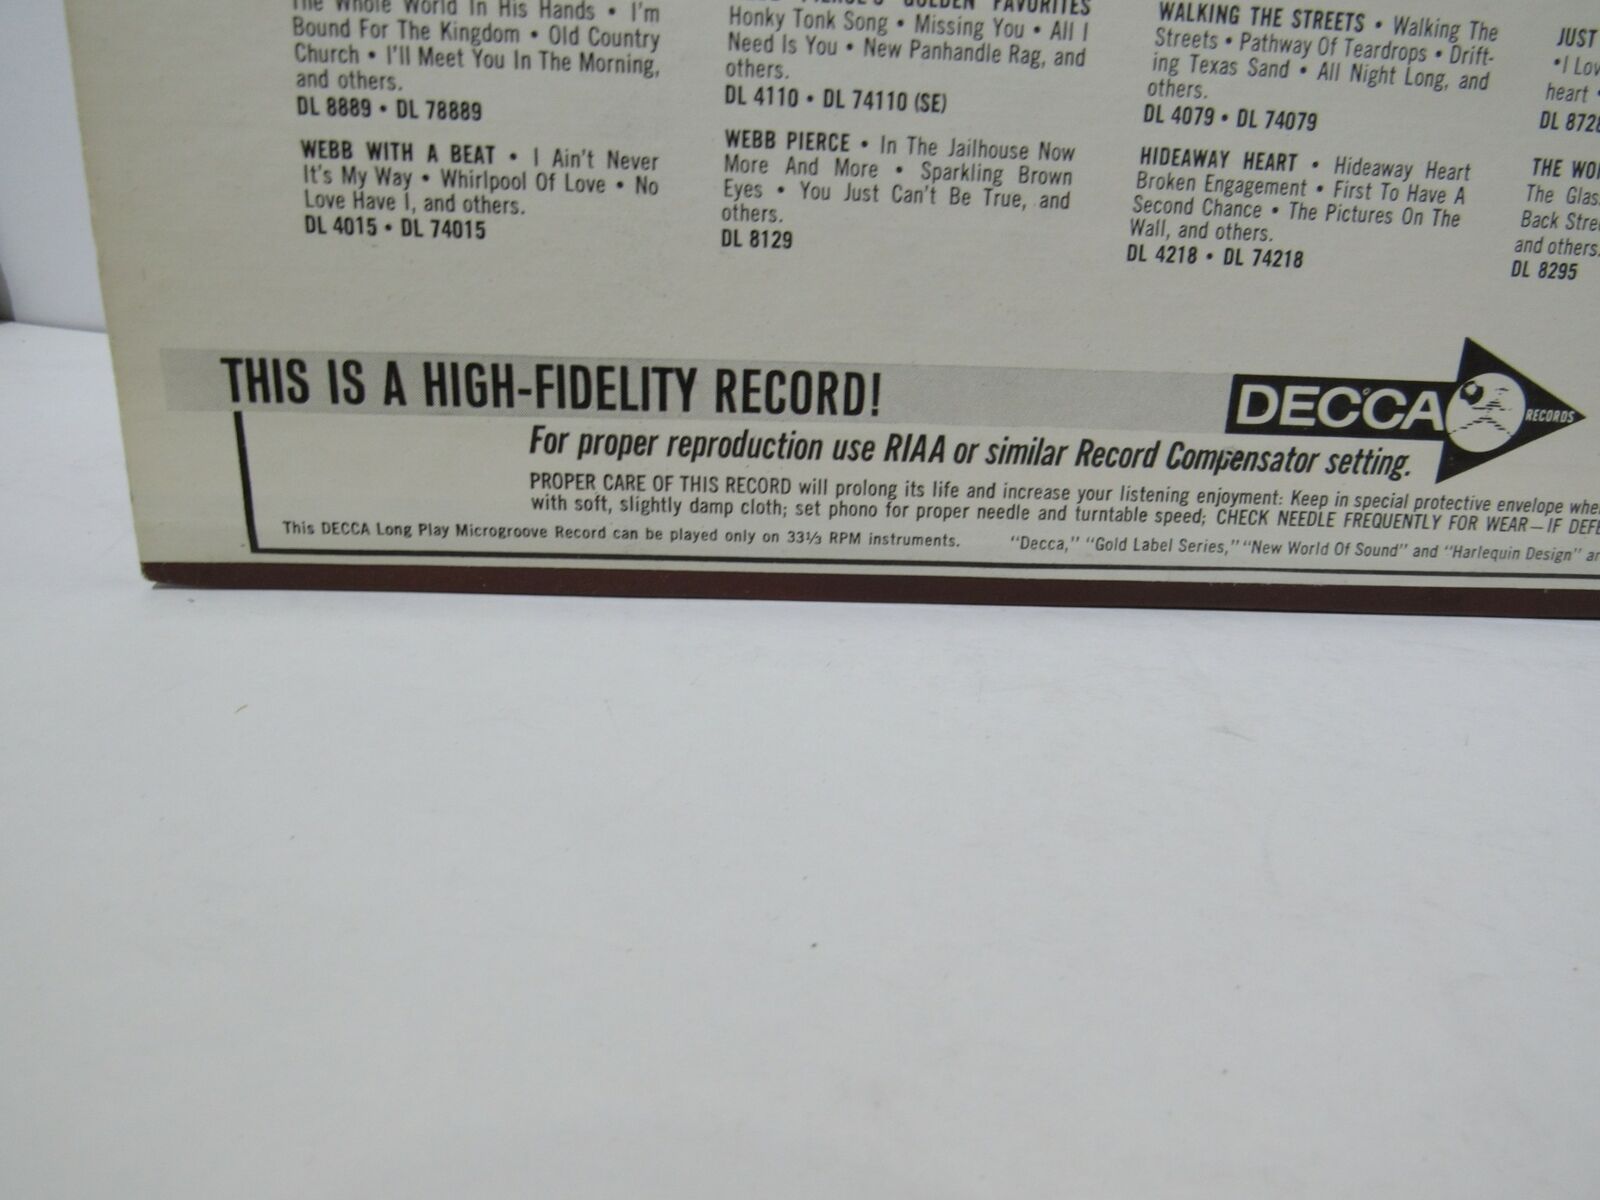 The Whole World In His Hands • I'm
Bound For The Kingdom • Old Country
Church • I'll Meet You In The Morning,
and others.
DL 8889 • DL 78889
WEBB WITH A BEAT • I Ain't Never
It's My Way • Whirlpool Of Love • No
Love Have I, and others.
DL 4015 • DL 74015
PIERCE'S GOLDEN FAVORITES
Honky Tonk Song • Missing You • All I
Need Is You • New Panhandle Rag, and
others.
DL 4110 • DL 74110 (SE)
WEBB PIERCE • In The Jailhouse Now
More And More • Sparkling Brown
Eyes • You Just Can't Be True, and
others.
DL 8129
WALKING THE STREETS • Walking The
Streets • Pathway Of Teardrops • Drift-
ing Texas Sand • All Night Long, and
others.
DL 4079 • DL 74079
HIDEAWAY HEART • Hideaway Heart
Broken Engagement • First To Have A
Second Chance • The Pictures On The
Wall, and others.
DL 4218 • DL 74218
JUST
• I Lov
heart •
DL 8728
THE WO
The Glas
Back Stre
and others.
DL 8295
THIS IS A HIGH-FIDELITY RECORD!
DECCA RECORDS
For proper reproduction use RIAA or similar Record Compensator setting.
PROPER CARE OF THIS RECORD will prolong its life and increase your listening enjoyment: Keep in special protective envelope whe
with soft, slightly damp cloth; set phono for proper needle and turntable speed; CHECK NEEDLE FREQUENTLY FOR WEAR—IF DEFE
This DECCA Long Play Microgroove Record can be played only on 33⅓ RPM instruments.
"Decca," "Gold Label Series," "New World Of Sound" and "Harlequin Design" ar